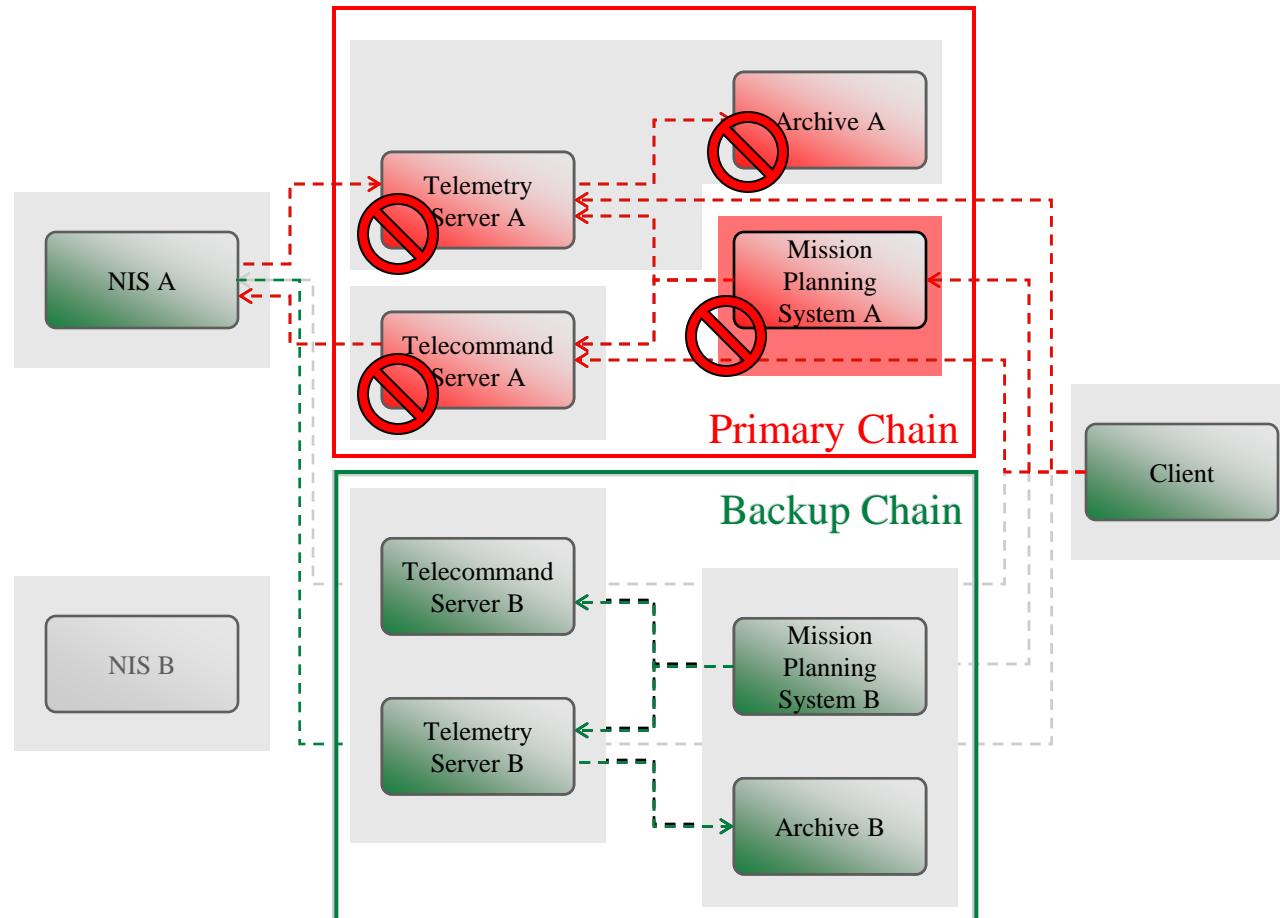 Archive A
Telemetry
Server A
NIS A
Mission
Planning
System A
Telecommand
Server A
Primary Chain
Client
Backup Chain
Telecommand
Server B
NIS B
Mission
Planning
System B
Telemetry
Server B
Archive B